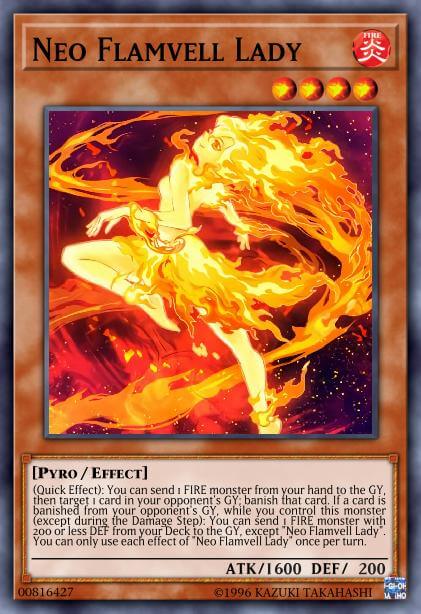 NEO FLAMVELL LADY
FIRE
炎
[PYRO / EFFECT]
(Quick Effect): You can send 1 FIRE monster from your hand to the GY,
then target 1 card in your opponent's GY; banish that card. If a card is
banished from your opponent's GY, while you control this monster
(except during the Damage Step): You can send 1 FIRE monster with
200 or less DEF from your Deck to the GY, except "Neo Flamvell Lady".
You can only use each effect of "Neo Flamvell Lady" once per turn.
ATK/1600 DEF/ 200
00816427
©1996 KAZUKI TAKAHASHI